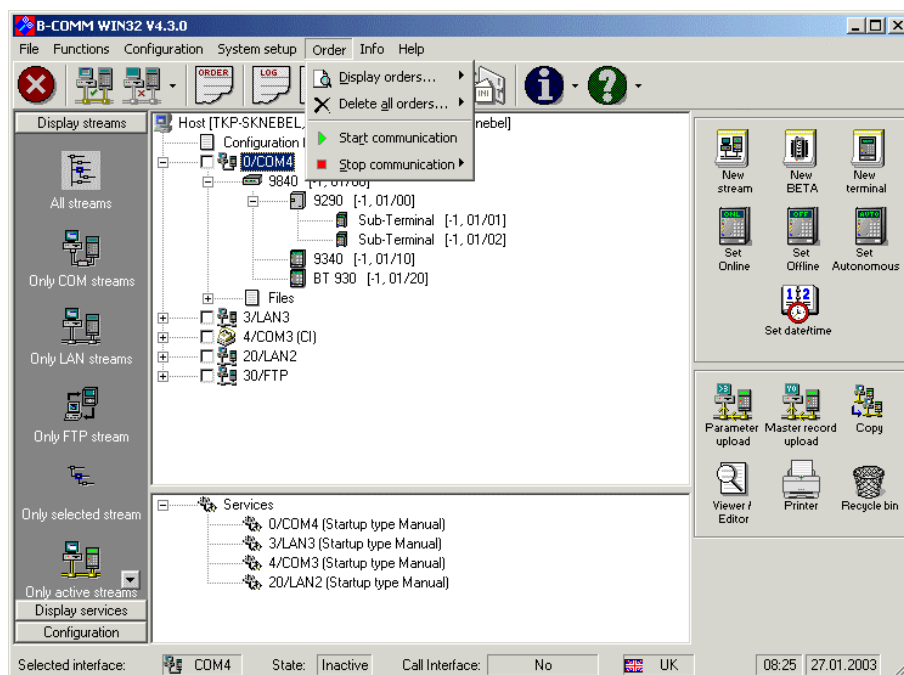 B-COMM WIN32 V4.3.0
File Functions Configuration System setup Order Info Help
ORDER
LOG
INI
Display orders...
Delete all orders...
Start communication
Stop communication
Display streams
All streams
Only COM streams
Only LAN streams
Only FTP stream
Only selected stream
Only active streams
Display services
Configuration
Host [TKP-SKNEBEL, nebel]
Configuration
0/COM4
9840 [-1, 01/00]
9290 [-1, 01/00]
Sub-Terminal [-1, 01/01]
Sub-Terminal [-1, 01/02]
9340 [-1, 01/10]
BT 930 [-1, 01/20]
Files
3/LAN3
4/COM3 (CI)
20/LAN2
30/FTP
Services
0/COM4 (Startup type Manual)
3/LAN3 (Startup type Manual)
4/COM3 (Startup type Manual)
20/LAN2 (Startup type Manual)
New stream
New BETA
New terminal
ONL
OFF
AUTO
Set Online
Set Offline
Set Autonomous
Set date/time
Parameter upload
Master record upload
Copy
Viewer / Editor
Printer
Recycle bin
Selected interface: COM4 State: Inactive Call Interface: No UK 08:25 27.01.2003